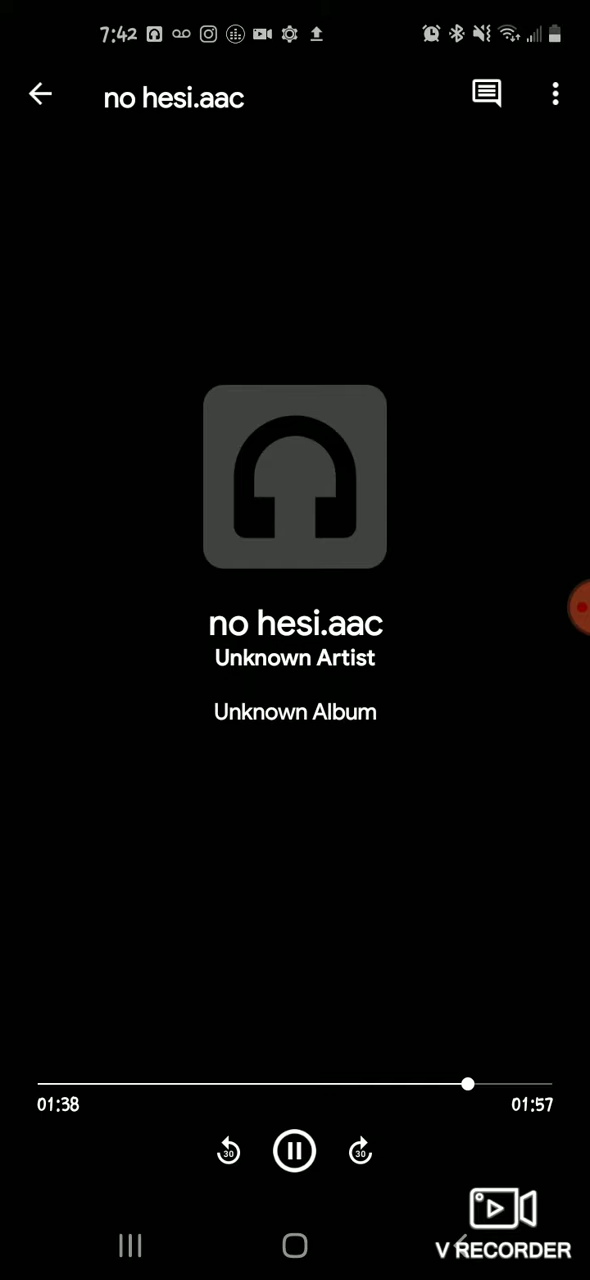 7:42
no hesi.aac
no hesi.aac
Unknown Artist
Unknown Album
01:38
01:57
30
30
V RECORDER